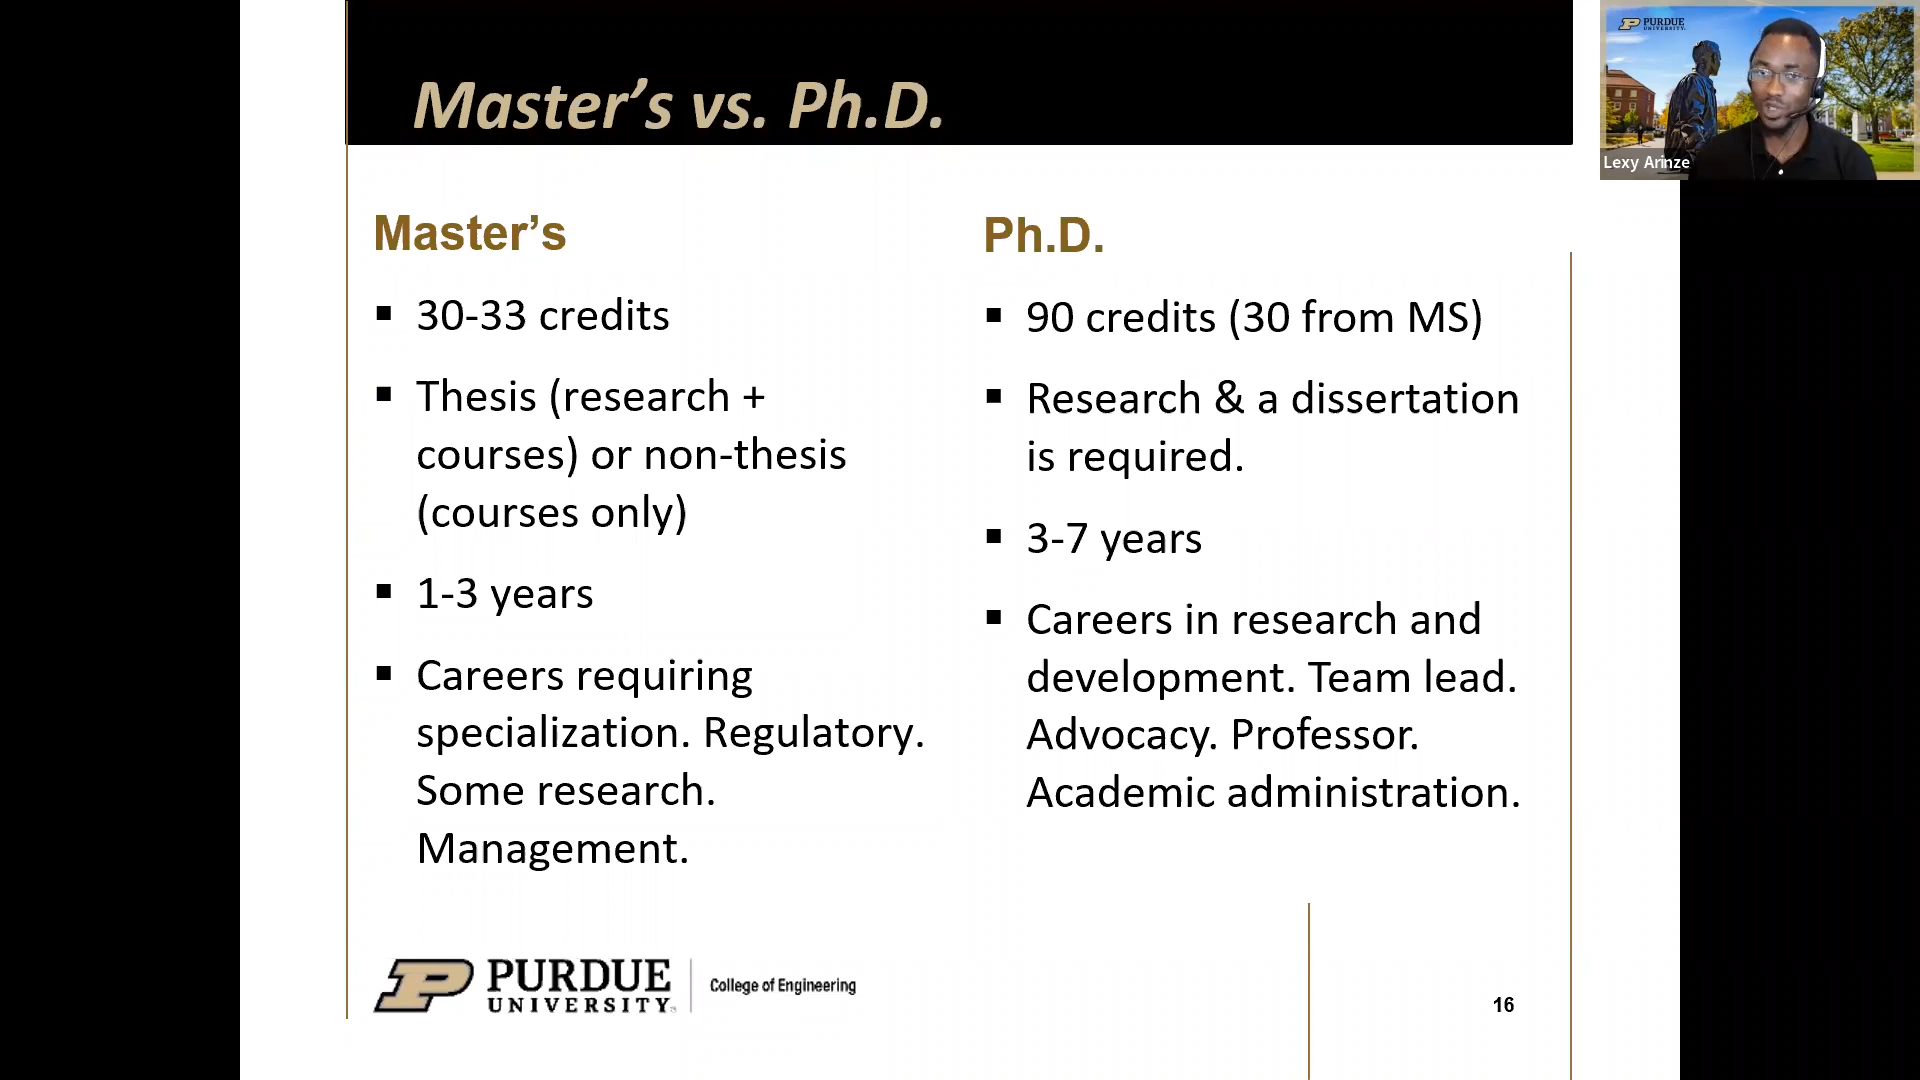 Master's vs. Ph.D.
PURDUE
UNIVERSITY
Lexy Arinze
Master's
▪ 30-33 credits
▪ Thesis (research +
courses) or non-thesis
(courses only)
▪ 1-3 years
▪ Careers requiring
specialization. Regulatory.
Some research.
Management.
Ph.D.
▪ 90 credits (30 from MS)
▪ Research & a dissertation
is required.
▪ 3-7 years
▪ Careers in research and
development. Team lead.
Advocacy. Professor.
Academic administration.
PURDUE
UNIVERSITY
College of Engineering
16